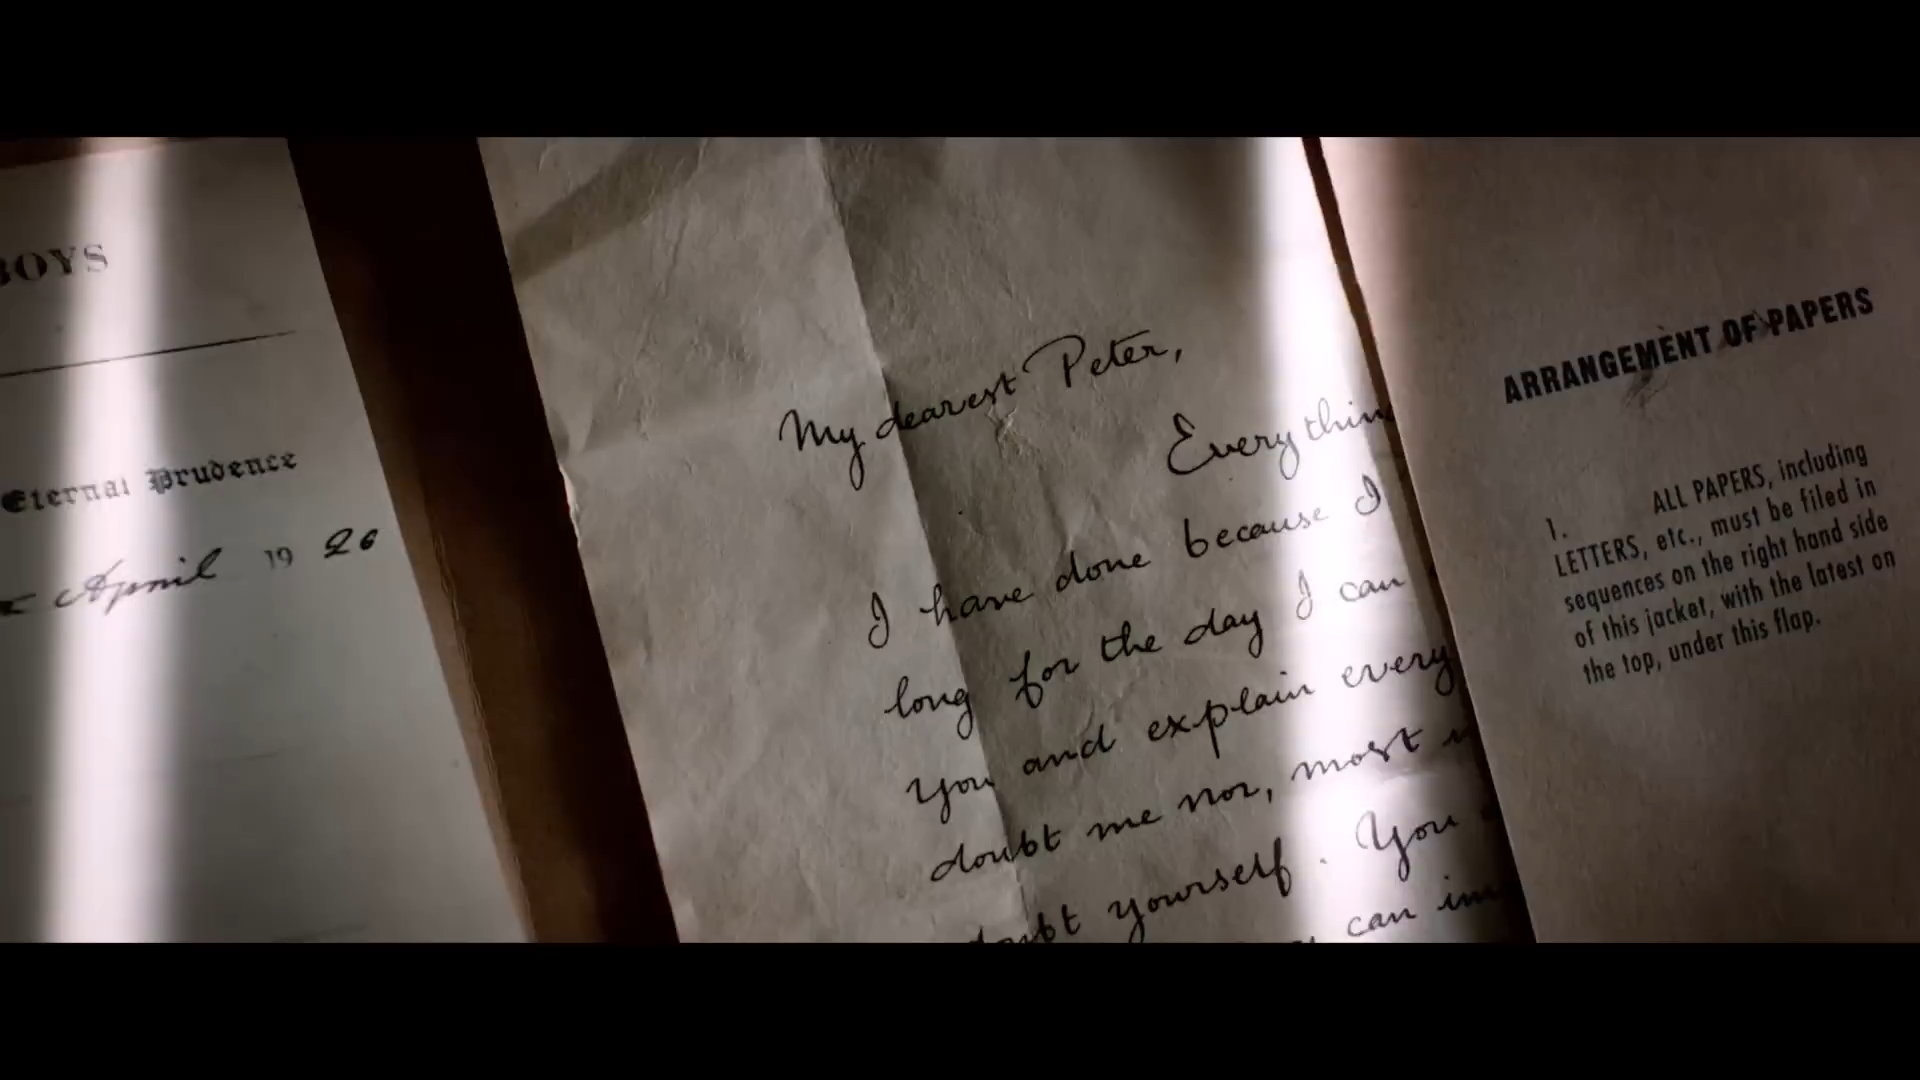 BOYS
Eternal Prudence
April 1926
My dearest Peter,
Everythin
I have done because I
long for the day I can
you and explain every
doubt me nor, most
doubt yourself. You
can im
ARRANGEMENT OF PAPERS
1. ALL PAPERS, including
LETTERS, etc., must be filed in
sequences on the right hand side
of this jacket, with the latest on
the top, under this flap.